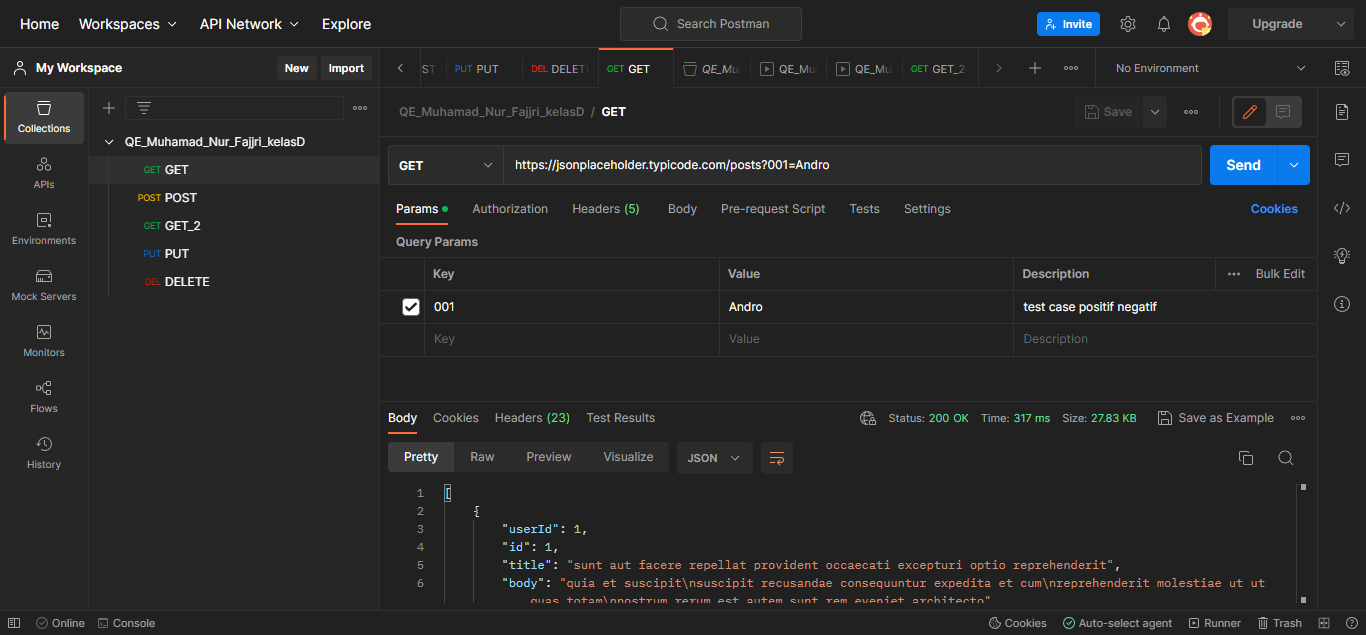 Home Workspaces API Network Explore Search Postman Invite Upgrade
My Workspace New Import ST PUT PUT DEL DELETE GET GET QE_Mu QE_Mu QE_Mu GET GET_2 No Environment
Collections
APIs
Environments
Mock Servers
Monitors
Flows
History
QE_Muhamad_Nur_Fajjri_kelasD
GET GET
POST POST
GET GET_2
PUT PUT
DEL DELETE
QE_Muhamad_Nur_Fajjri_kelasD / GET Save
GET https://jsonplaceholder.typicode.com/posts?001=Andro Send
Params Authorization Headers (5) Body Pre-request Script Tests Settings Cookies
Query Params
Key Value Description Bulk Edit
001 Andro test case positif negatif
Key Value Description
Body Cookies Headers (23) Test Results Status: 200 OK Time: 317 ms Size: 27.83 KB Save as Example
Pretty Raw Preview Visualize JSON
1 [
2 {
3 "userId": 1,
4 "id": 1,
5 "title": "sunt aut facere repellat provident occaecati excepturi optio reprehenderit",
6 "body": "quia et suscipit\nsuscipit recusandae consequuntur expedita et cum\nreprehenderit molestiae ut ut
quas totam\nnostrum rerum est autem sunt rem eveniet architecto"
Online Console Cookies Auto-select agent Runner Trash